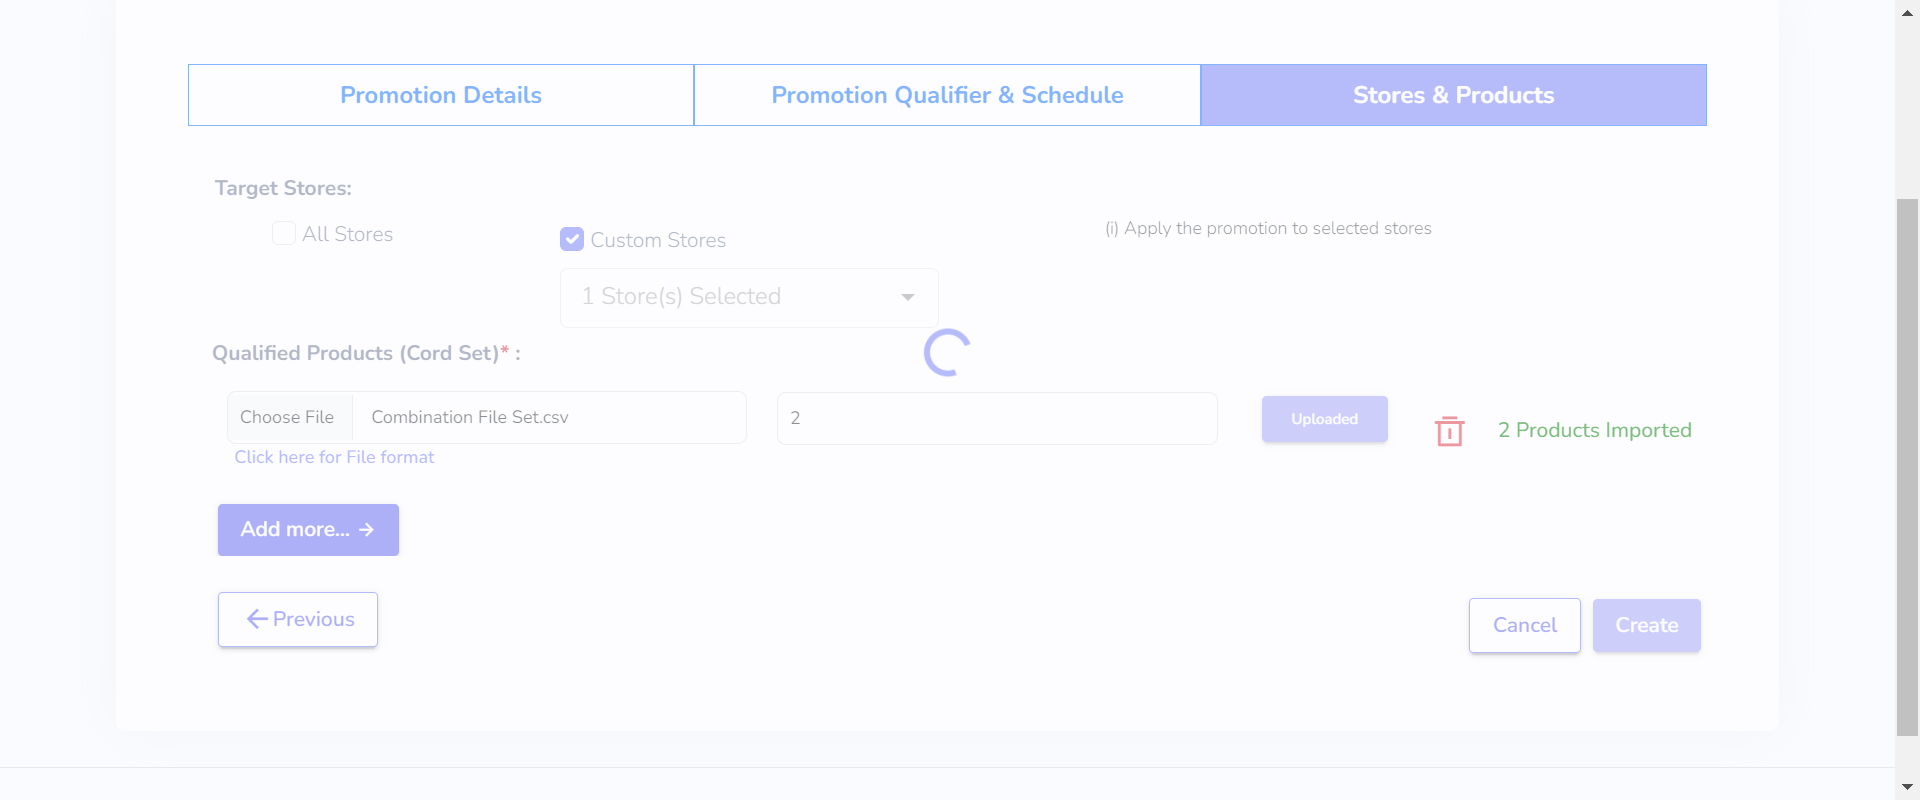 Promotion Details
Promotion Qualifier & Schedule
Stores & Products
Target Stores:
All Stores
Custom Stores
(i) Apply the promotion to selected stores
1 Store(s) Selected
Qualified Products (Cord Set)* :
Choose File
Combination File Set.csv
2
Uploaded
2 Products Imported
Click here for File format
Add more... →
←Previous
Cancel
Create